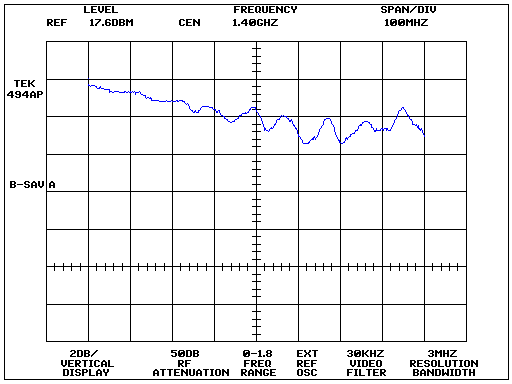 LEVEL FREQUENCY SPAN/DIV
REF 17.6DBM CEN 1.40GHZ 100MHZ
TEK
494AP
B-SAV A
2DB/ 50DB 0-1.8 EXT 30KHZ 3MHZ
VERTICAL RF FREQ REF VIDEO RESOLUTION
DISPLAY ATTENUATION RANGE OSC FILTER BANDWIDTH